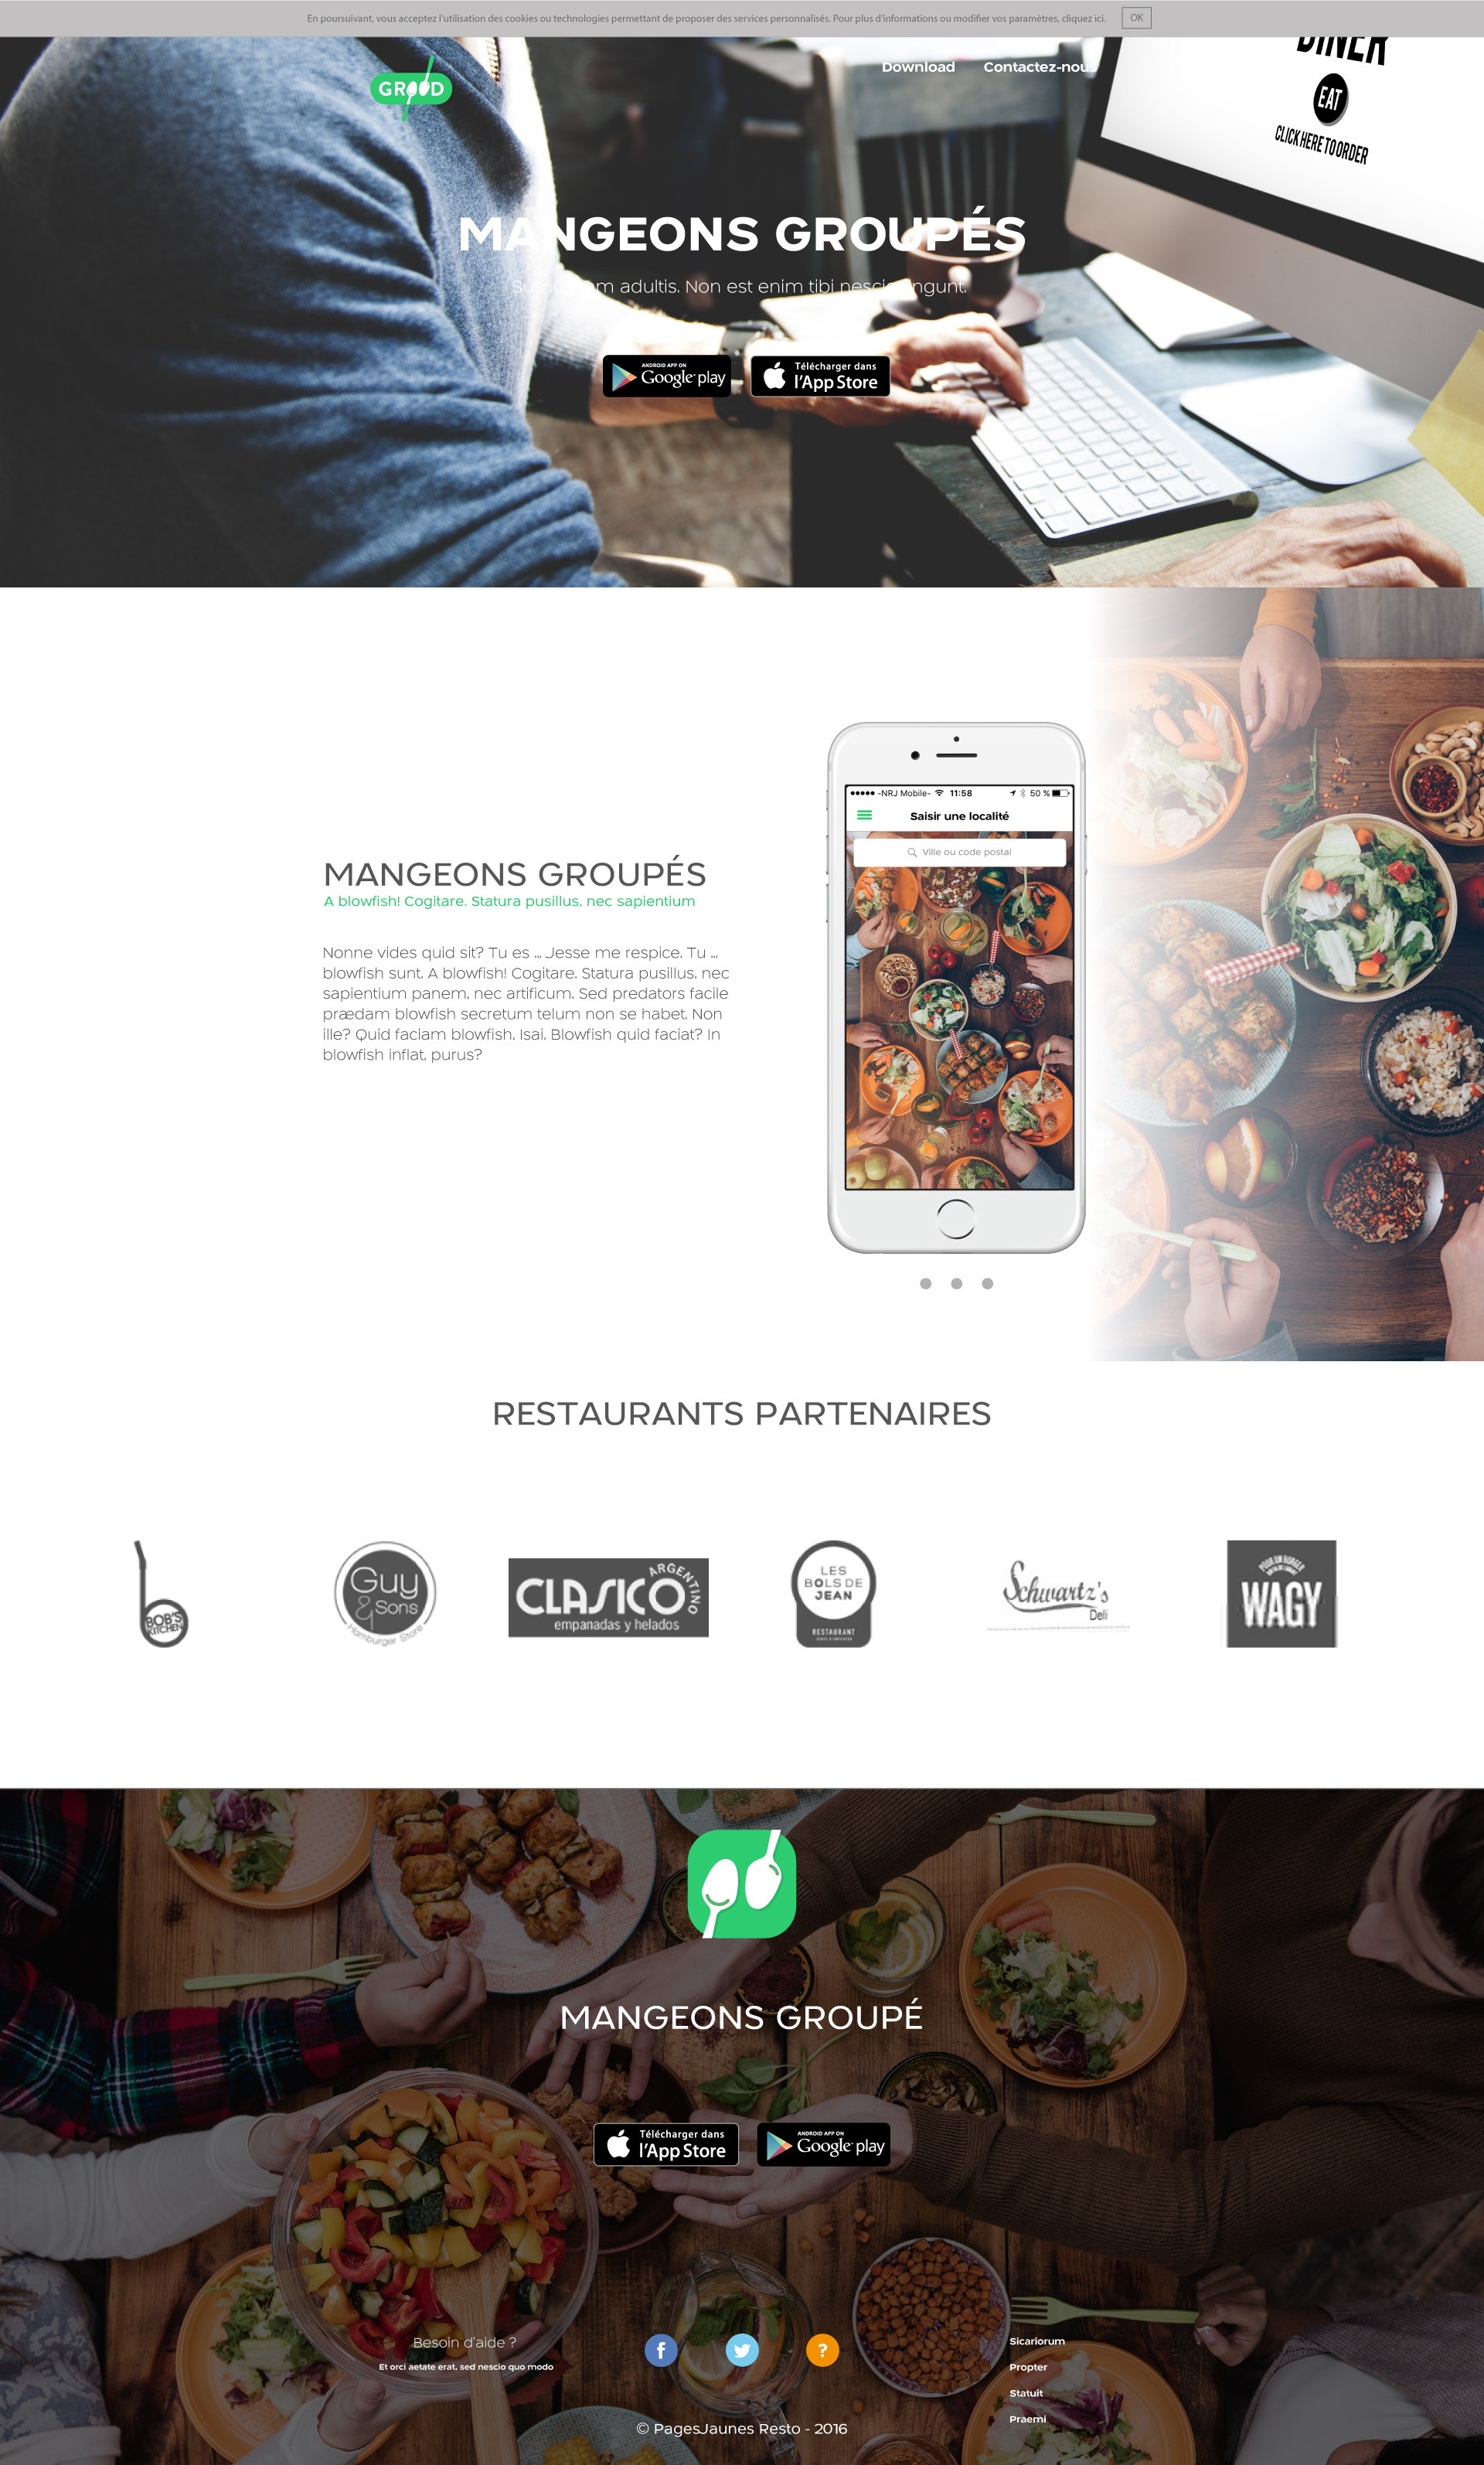 En poursuivant, vous acceptez l'utilisation des cookies ou technologies permettant de proposer des services personnalisés. Pour plus d'informations ou modifier vos paramètres, cliquez ici.
OK
GROOD
Download
Contactez-nous
DINER
EAT
CLICK HERE TO ORDER
MANGEONS GROUPÉS
adultis. Non est enim tibi
ANDROID APP ON
Google play
Télécharger dans
l'App Store
-NRJ Mobile-
11:58
50 %
Saisir une localité
Ville ou code postal
MANGEONS GROUPÉS
A blowfish! Cogitare. Statura pusillus, nec sapientium
Nonne vides quid sit? Tu es ... Jesse me respice. Tu ...
blowfish sunt. A blowfish! Cogitare. Statura pusillus, nec
sapientium panem, nec artificum. Sed predators facile
prædam blowfish secretum telum non se habet. Non
ille? Quid faciam blowfish, Isai. Blowfish quid faciat? In
blowfish inflat, purus?
RESTAURANTS PARTENAIRES
BOB'S
KITCHEN
Guy
& Sons
Hamburger Store
CLASICO
ARGENTINO
empanadas y helados
LES
BOLS DE
JEAN
RESTAURANT
Schwartz's
Deli
WAGY
MANGEONS GROUPÉ
Télécharger dans
l'App Store
ANDROID APP ON
Google play
Besoin d'aide ?
Et orci aetate erat, sed nescio quo modo
f
?
Sicariorum
Propter
Statuit
Praemi
© PagesJaunes Resto - 2016